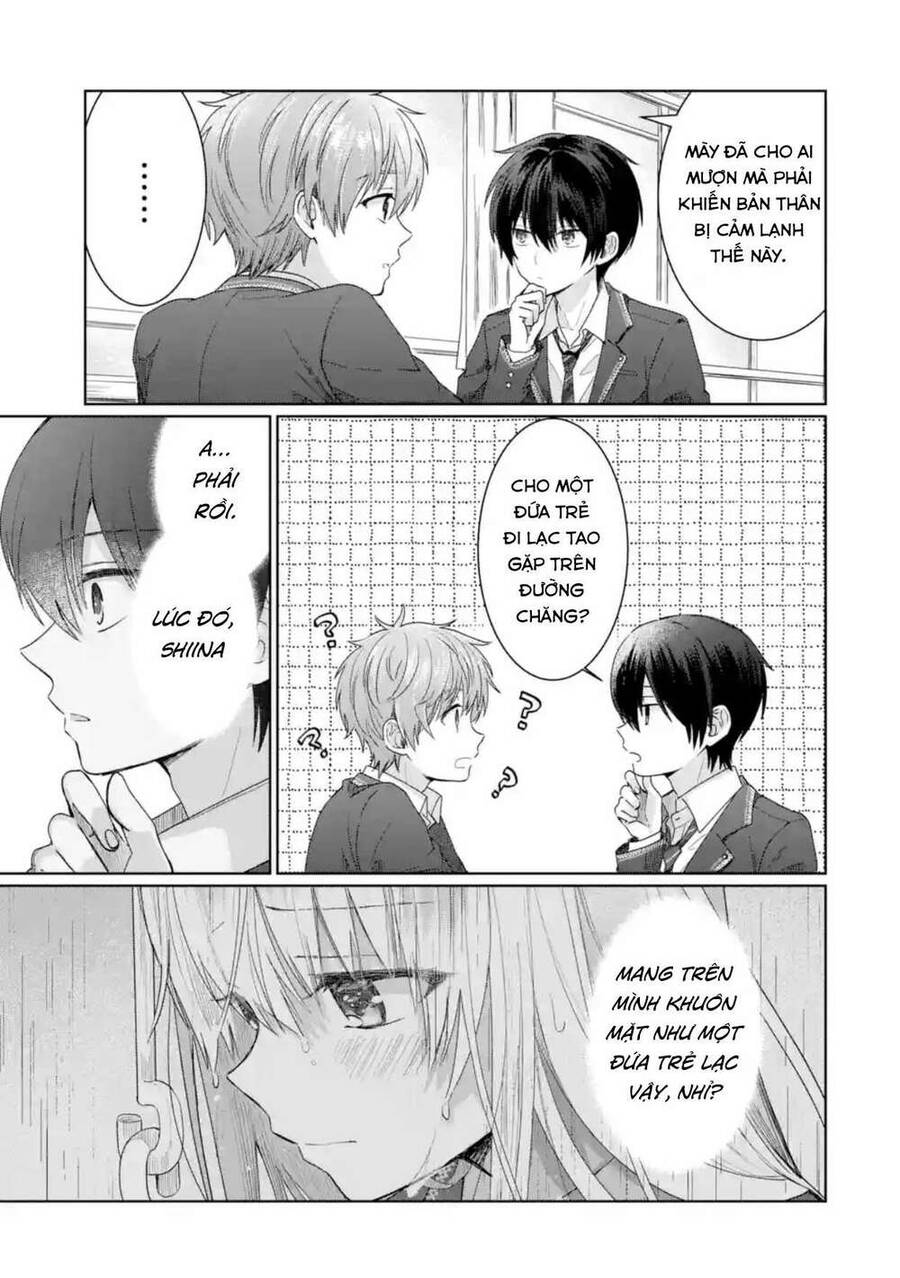 MÀY ĐÃ CHO AI
MƯỢN MÀ PHẢI
KHIẾN BẢN THÂN
BỊ CẢM LẠNH
THẾ NÀY.
......
CHO MỘT
ĐỨA TRẺ
ĐI LẠC TAO
GẶP TRÊN
ĐƯỜNG
CHĂNG?
?
?
?
?
A...
PHẢI
RỒI.
LÚC ĐÓ,
SHIINA
MANG TRÊN
MÌNH KHUÔN
MẶT NHƯ MỘT
ĐỨA TRẺ LẠC
VẬY, NHỈ?